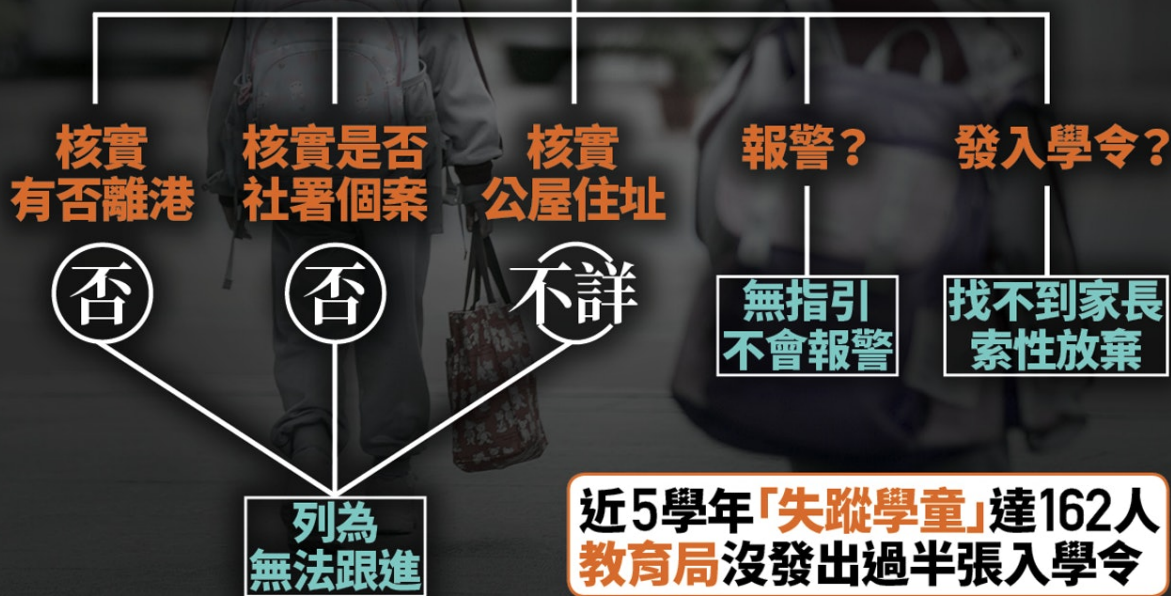 核實
有否離港
核實是否
社署個案
核實
公屋住址
報警？
發入學令？
否
否
不詳
無指引
不會報警
找不到家長
索性放棄
列為
無法跟進
近5學年「失蹤學童」達162人
教育局沒發出過半張入學令